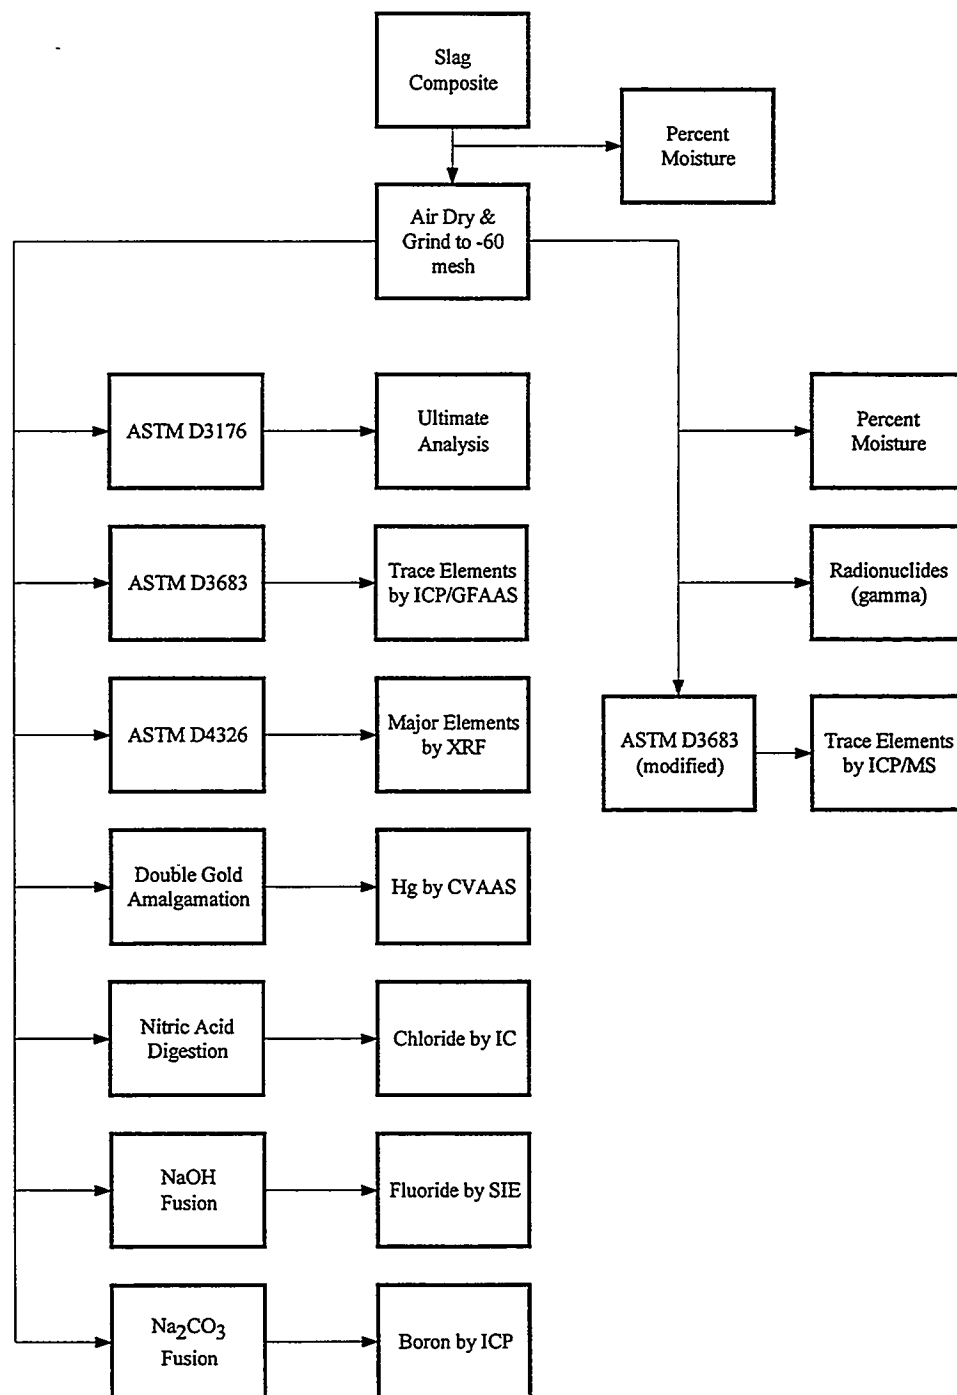 Slag
Composite
Percent
Moisture
Air Dry &
Grind to -60
mesh
ASTM D3176
Ultimate
Analysis
Percent
Moisture
ASTM D3683
Trace Elements
by ICP/GFAAS
Radionuclides
(gamma)
ASTM D4326
Major Elements
by XRF
ASTM D3683
(modified)
Trace Elements
by ICP/MS
Double Gold
Amalgamation
Hg by CVAAS
Nitric Acid
Digestion
Chloride by IC
NaOH
Fusion
Fluoride by SIE
Na2CO3
Fusion
Boron by ICP